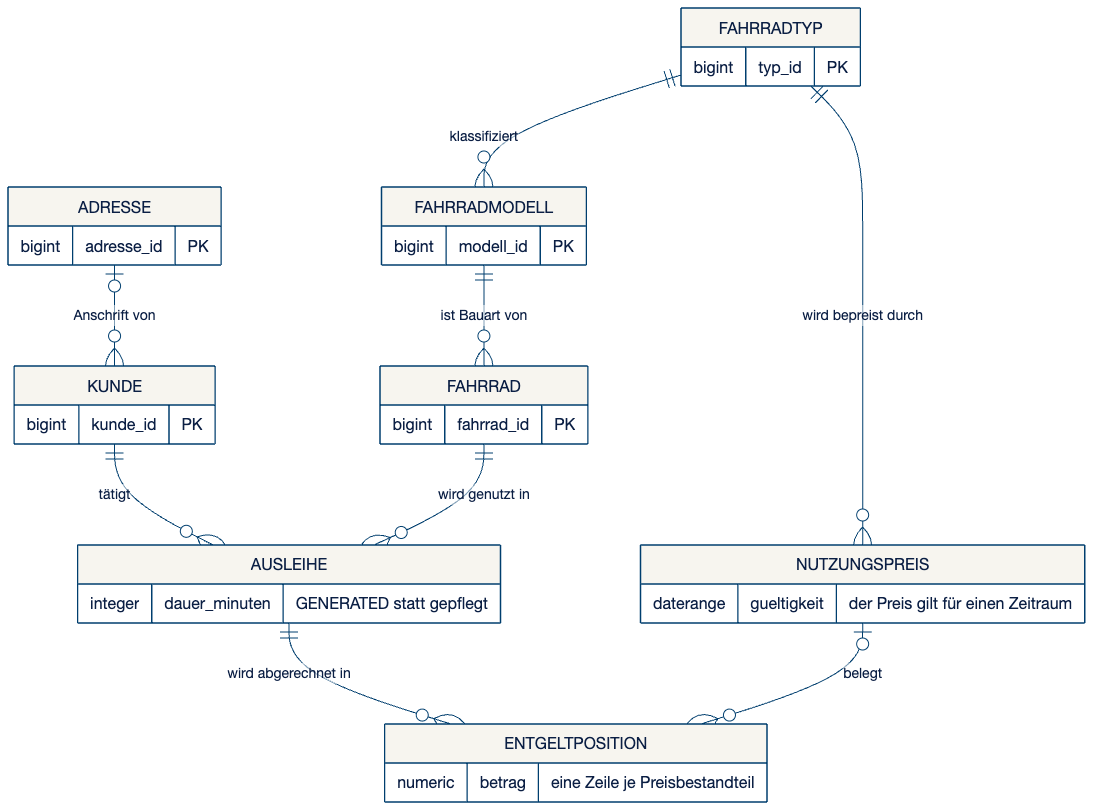 FAHRRADTYP
bigint typ_id PK
klassifiziert
ADRESSE
bigint adresse_id PK
FAHRRADMODELL
bigint modell_id PK
Anschrift von
ist Bauart von
wird bepreist durch
KUNDE
bigint kunde_id PK
FAHRRAD
bigint fahrrad_id PK
tätigt
wird genutzt in
AUSLEIHE
integer dauer_minuten GENERATED statt gepflegt
NUTZUNGSPREIS
daterange gueltigkeit der Preis gilt für einen Zeitraum
wird abgerechnet in
belegt
ENTGELTPOSITION
numeric betrag eine Zeile je Preisbestandteil